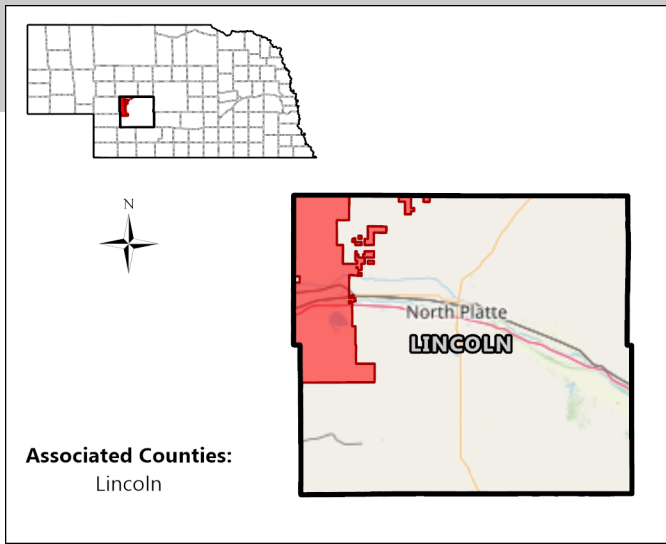 N
North Platte
LINCOLN
Associated Counties:
Lincoln